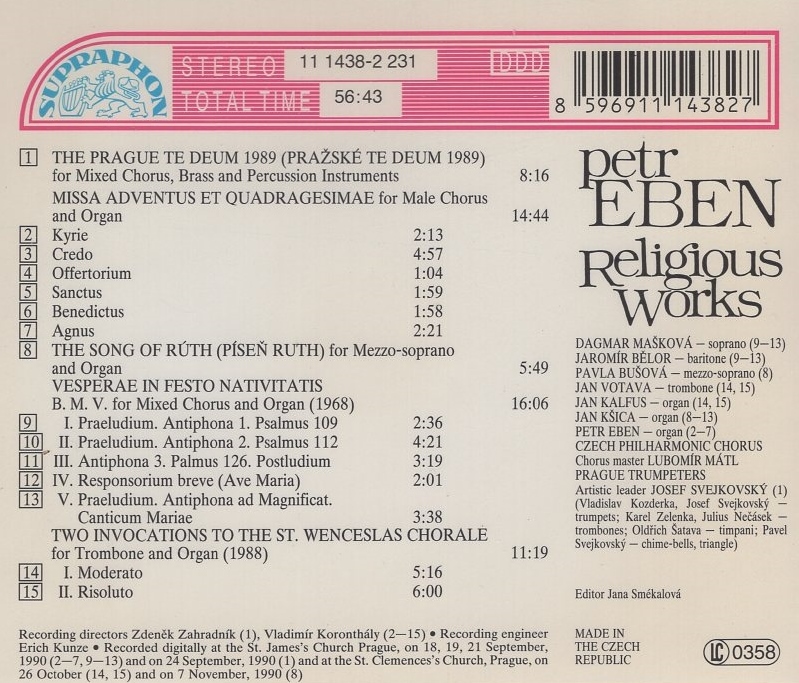 SUPRAPHON
STEREO 11 1438-2 231
DDD
TOTAL TIME 56:43
8 596911 143827
1 THE PRAGUE TE DEUM 1989 (PRAŽSKÉ TE DEUM 1989)
for Mixed Chorus, Brass and Percussion Instruments 8:16
MISSA ADVENTUS ET QUADRAGESIMAE for Male Chorus
and Organ 14:44
2 Kyrie 2:13
3 Credo 4:57
4 Offertorium 1:04
5 Sanctus 1:59
6 Benedictus 1:58
7 Agnus 2:21
8 THE SONG OF RÚTH (PÍSEŇ RUTH) for Mezzo-soprano
and Organ 5:49
VESPERAE IN FESTO NATIVITATIS
B. M. V. for Mixed Chorus and Organ (1968) 16:06
9 I. Praeludium. Antiphona 1. Psalmus 109 2:36
10 II. Praeludium. Antiphona 2. Psalmus 112 4:21
11 III. Antiphona 3. Palmus 126. Postludium 3:19
12 IV. Responsorium breve (Ave Maria) 2:01
13 V. Praeludium. Antiphona ad Magnificat.
Canticum Mariae 3:38
TWO INVOCATIONS TO THE ST. WENCESLAS CHORALE
for Trombone and Organ (1988) 11:19
14 I. Moderato 5:16
15 II. Risoluto 6:00
petr
EBEN
Religious
Works
DAGMAR MAŠKOVÁ – soprano (9–13)
JAROMÍR BĚLOR – baritone (9–13)
PAVLA BUŠOVÁ – mezzo-soprano (8)
JAN VOTAVA – trombone (14, 15)
JAN KALFUS – organ (14, 15)
JAN KŠICA – organ (8–13)
PETR EBEN – organ (2–7)
CZECH PHILHARMONIC CHORUS
Chorus master LUBOMÍR MÁTL
PRAGUE TRUMPETERS
Artistic leader JOSEF SVEJKOVSKÝ (1)
(Vladislav Kozderka, Josef Svejkovský –
trumpets; Karel Zelenka, Julius Nečásek –
trombones; Oldřich Šatava – timpani; Pavel
Svejkovský – chime-bells, triangle)
Editor Jana Smékalová
Recording directors Zdeněk Zahradník (1), Vladimír Koronthály (2–15) • Recording engineer
Erich Kunze • Recorded digitally at the St. James's Church Prague, on 18, 19, 21 September,
1990 (2–7, 9–13) and on 24 September, 1990 (1) and at the St. Clemences's Church, Prague, on
26 October (14, 15) and on 7 November, 1990 (8)
MADE IN
THE CZECH
REPUBLIC
LC 0358